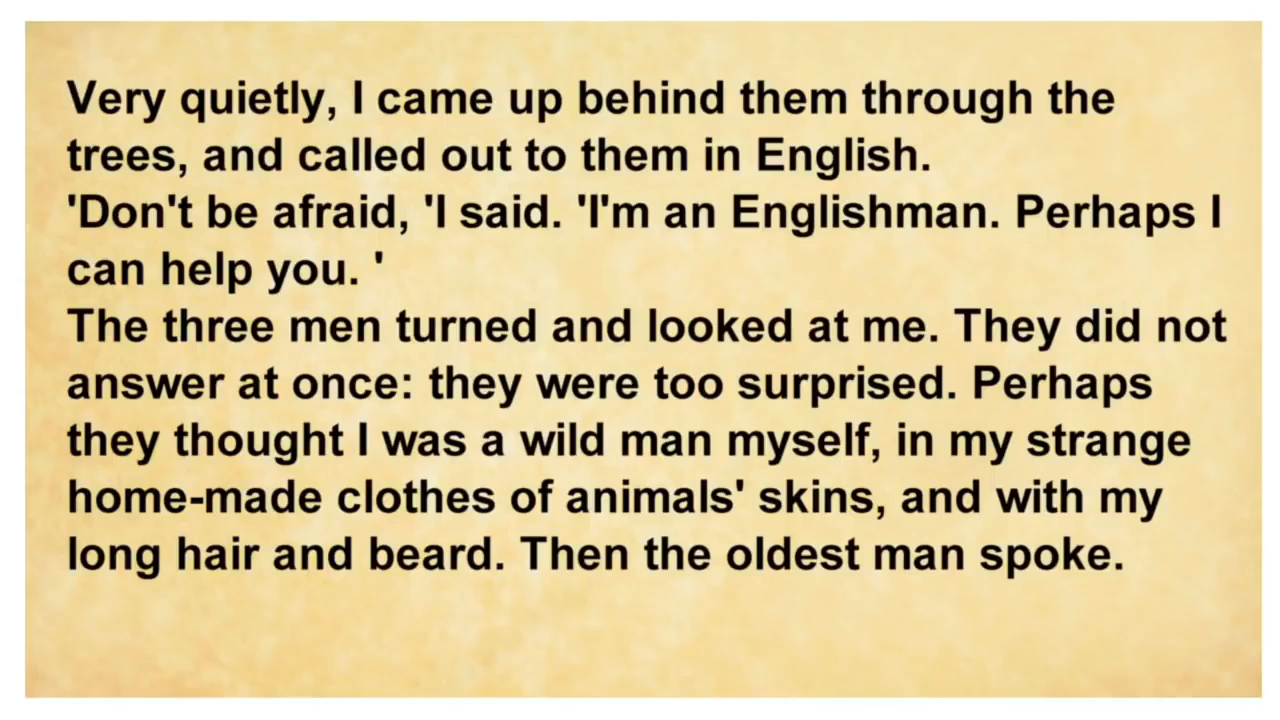 Very quietly, I came up behind them through the
trees, and called out to them in English.
'Don't be afraid, 'I said. 'I'm an Englishman. Perhaps I
can help you. '
The three men turned and looked at me. They did not
answer at once: they were too surprised. Perhaps
they thought I was a wild man myself, in my strange
home-made clothes of animals' skins, and with my
long hair and beard. Then the oldest man spoke.